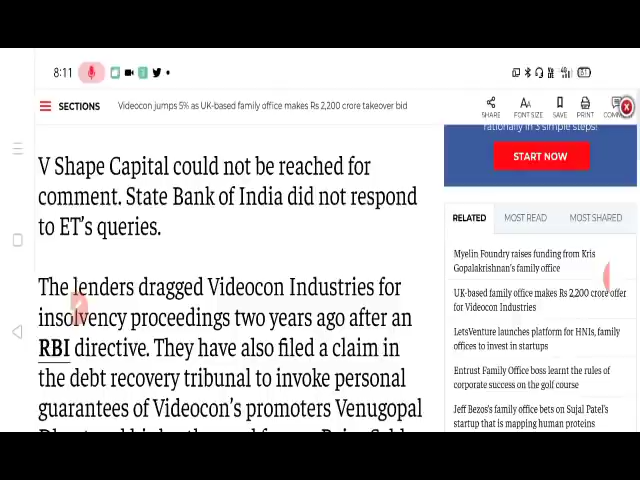 8:11
SECTIONS
Videocon jumps 5% as UK-based family office makes Rs 2,200 crore takeover bid
SHARE
FONT SIZE
SAVE
PRINT
V Shape Capital could not be reached for
comment. State Bank of India did not respond
to ET's queries.
The lenders dragged Videocon Industries for
insolvency proceedings two years ago after an
RBI directive. They have also filed a claim in
the debt recovery tribunal to invoke personal
guarantees of Videocon's promoters Venugopal
rationally in 3 simple steps!
START NOW
RELATED
MOST READ
MOST SHARED
Myelin Foundry raises funding from Kris
Gopalakrishnan's family office
UK-based family office makes Rs 2,200 crore offer
for Videocon Industries
LetsVenture launches platform for HNIs, family
offices to invest in startups
Entrust Family Office boss learnt the rules of
corporate success on the golf course
Jeff Bezos's family office bets on Sujal Patel's
startup that is mapping human proteins